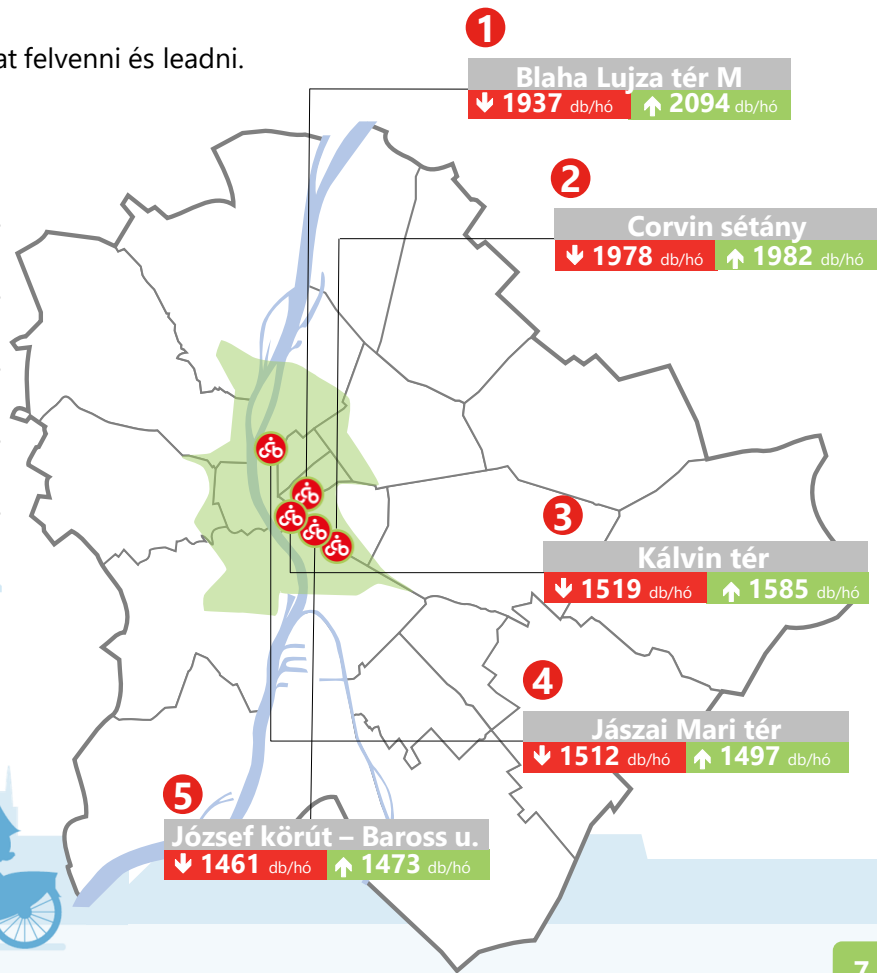 at felvenni és leadni.
1
Blaha Lujza tér M
1937 db/hó 2094 db/hó
2
Corvin sétány
1978 db/hó 1982 db/hó
3
Kálvin tér
1519 db/hó 1585 db/hó
4
Jászai Mari tér
1512 db/hó 1497 db/hó
5
József körút – Baross u.
1461 db/hó 1473 db/hó
7